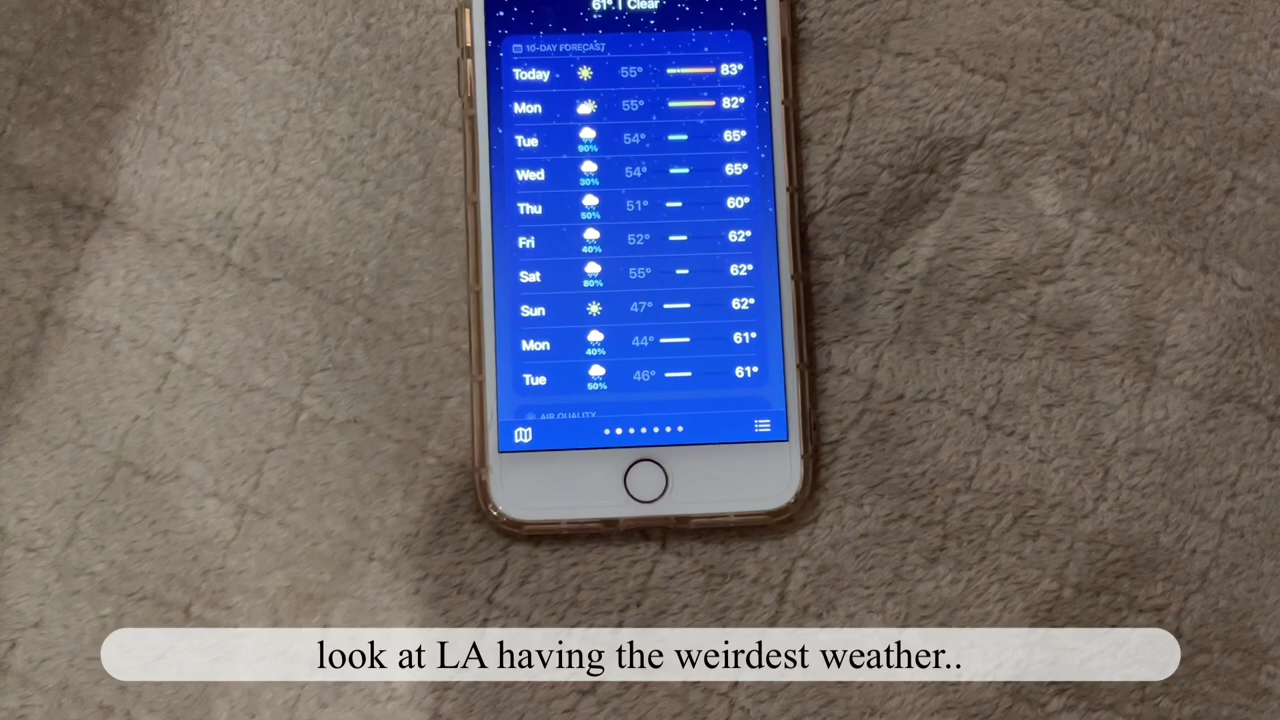 61° | Clear
10-DAY FORECAST
Today 55° 83°
Mon 55° 82°
Tue 90% 54° 65°
Wed 30% 54° 65°
Thu 50% 51° 60°
Fri 40% 52° 62°
Sat 80% 55° 62°
Sun 47° 62°
Mon 40% 44° 61°
Tue 50% 46° 61°
AIR QUALITY
look at LA having the weirdest weather..